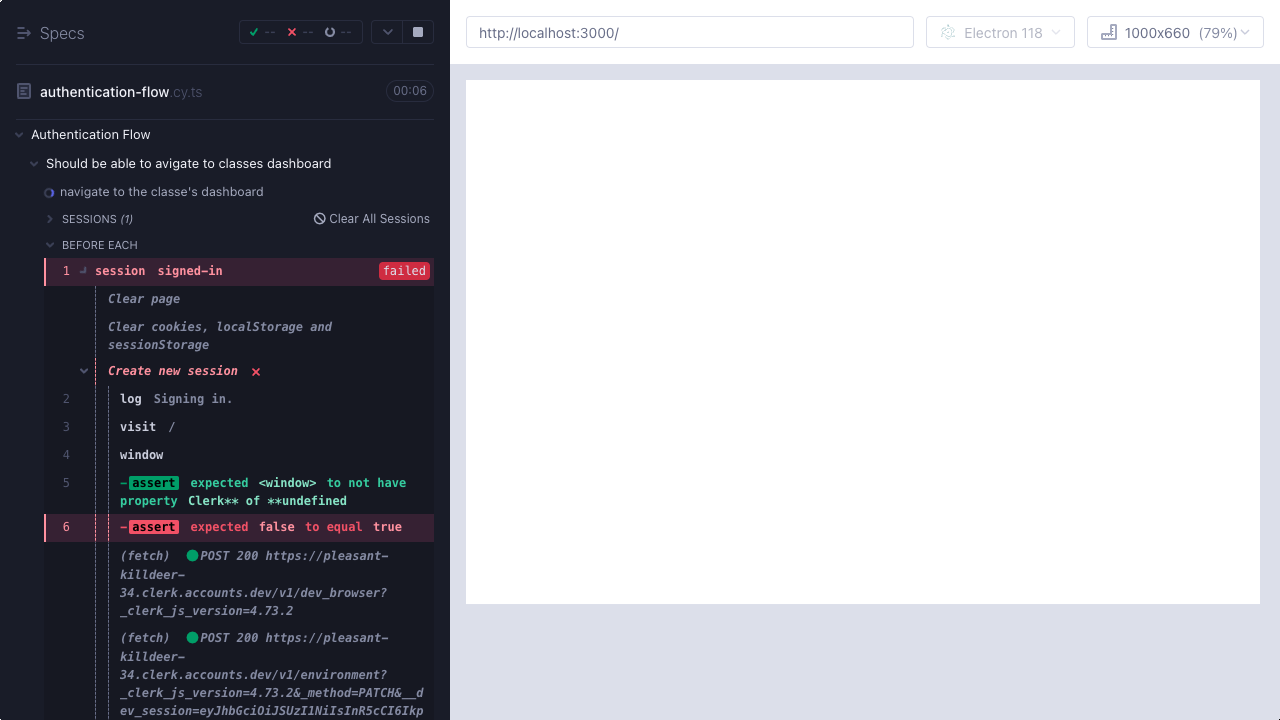 Specs
-- -- --
authentication-flow.cy.ts 00:06
Authentication Flow
Should be able to avigate to classes dashboard
navigate to the classe's dashboard
SESSIONS (1) Clear All Sessions
BEFORE EACH
1 session signed-in failed
Clear page
Clear cookies, localStorage and
sessionStorage
Create new session
2 log Signing in.
3 visit /
4 window
5 -assert expected <window> to not have
property Clerk** of **undefined
6 -assert expected false to equal true
(fetch) POST 200 https://pleasant-
killdeer-
34.clerk.accounts.dev/v1/dev_browser?
_clerk_js_version=4.73.2
(fetch) POST 200 https://pleasant-
killdeer-
34.clerk.accounts.dev/v1/environment?
_clerk_js_version=4.73.2&_method=PATCH&__d
ev_session=eyJhbGciOiJSUzI1NiIsInR5cCI6Ikp
http://localhost:3000/
Electron 118
1000x660 (79%)